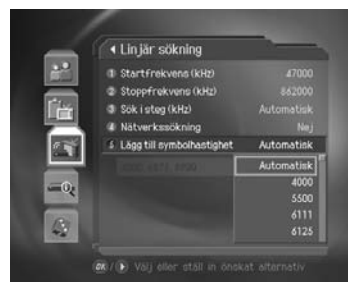 Linjär sökning
1 Startfrekvens (kHz) 47000
2 Stoppfrekvens (kHz) 862000
3 Sök i steg (kHz) Automatisk
4 Nätverkssökning Nej
5 Lägg till symbolhastighet Automatisk
Automatisk
4000
5500
6111
6125
OK / Välj eller ställ in önskat alternativ